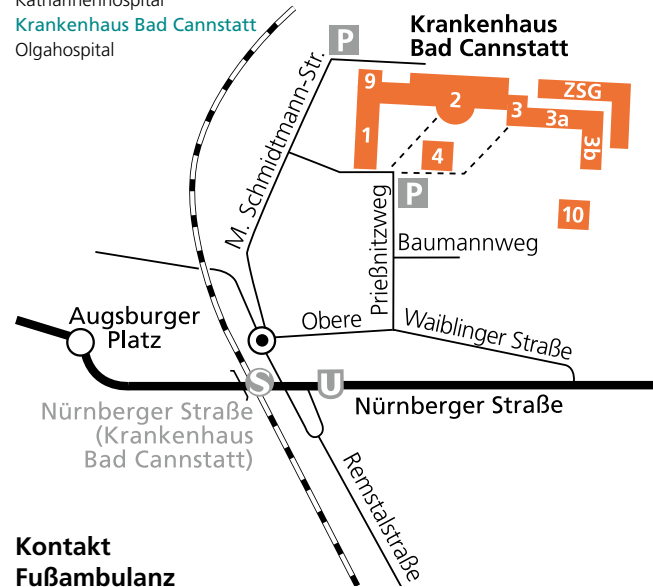 Katharinenhospital
Krankenhaus Bad Cannstatt
Olgahospital
P
Krankenhaus
Bad Cannstatt
9
2
ZSG
3
3a
1
4
3b
P
10
M. Schmidtmann-Str.
Prießnitzweg
Baumannweg
Augsburger
Platz
Obere
Waiblinger Straße
S
U
Nürnberger Straße
Nürnberger Straße
(Krankenhaus
Bad Cannstatt)
Remstalstraße
Kontakt
Fußambulanz